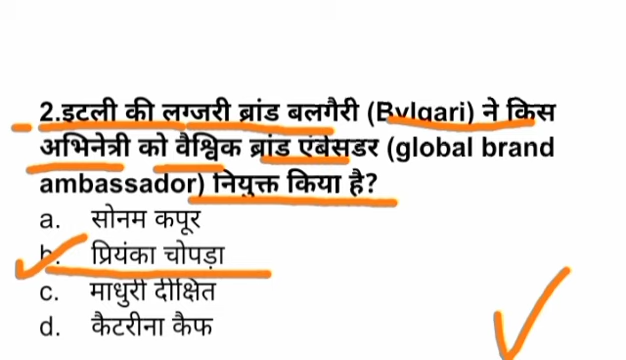 2.इटली की लग्जरी ब्रांड बलगैरी (Bvlgari) ने किस
अभिनेत्री को वैश्विक ब्रांड एंबेसडर (global brand
ambassador) नियुक्त किया है?
a. सोनम कपूर
b. प्रियंका चोपड़ा
c. माधुरी दीक्षित
d. कैटरीना कैफ